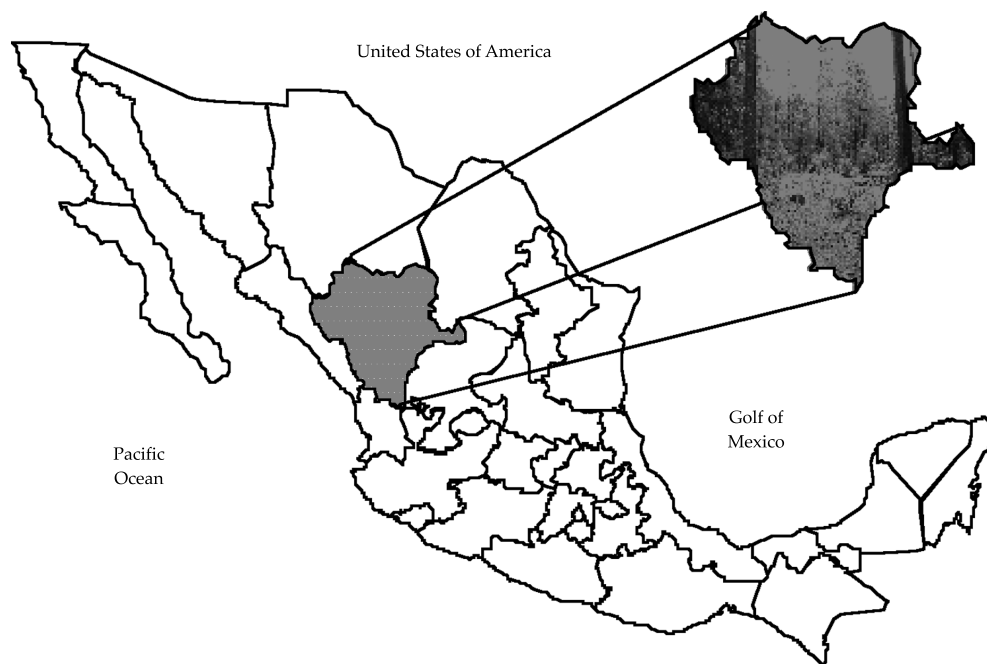 United States of America
Golf of
Mexico
Pacific
Ocean